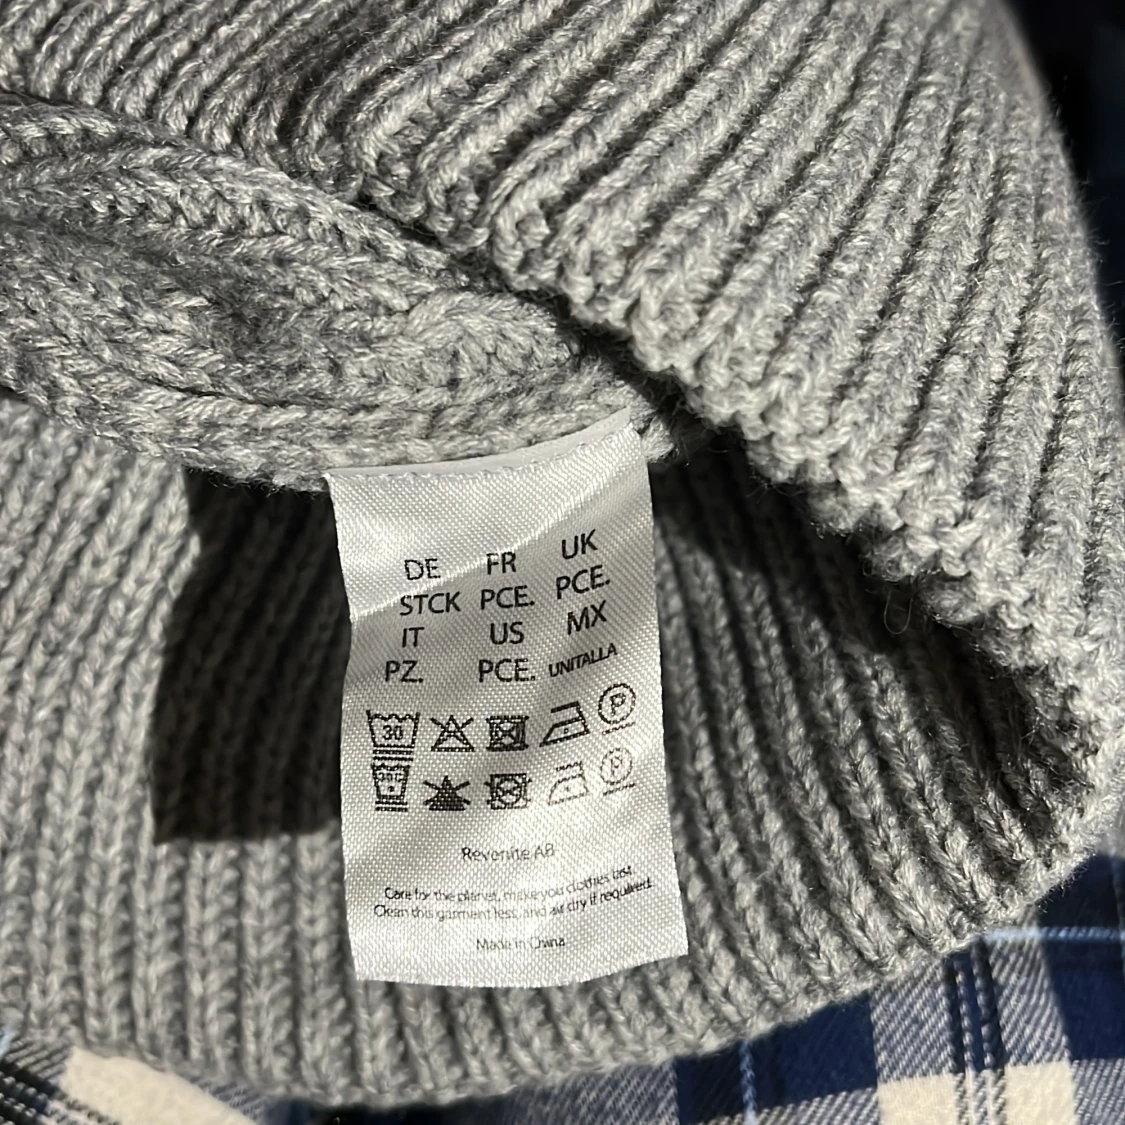 DE FR UK
STCK PCE. PCE.
IT US MX
PZ. PCE. UNITALLA
30 P
30°C P
Revenite AB
Care for the planet, make you clothes last.
Clean this garment less, and air dry if required.
Made in China